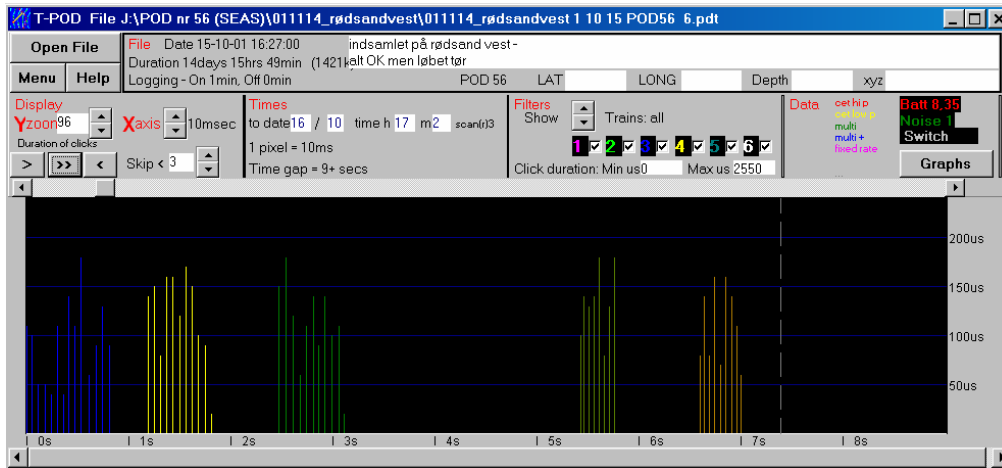 T-POD File J:\POD nr 56 (SEAS)\011114_rødsandvest\011114_rødsandvest 1 10 15 POD56 6.pdt
Open File
Menu Help
File Date 15-10-01 16:27:00 indsamlet på rødsand vest -
Duration 14days 15hrs 49min (1421k alt OK men løbet tør
Logging - On 1min, Off 0min POD 56 LAT LONG Depth xyz
Display
Yzoom 96 Xaxis 10msec
Duration of clicks
> >> < Skip < 3
Times
to date 16 / 10 time h 17 m 2 scan(r)3
1 pixel = 10ms
Time gap = 9+ secs
Filters
Show Trains: all
1 2 3 4 5 6
Click duration: Min us 0 Max us 2550
Data
cet hi p
cet low p
multi
multi +
fixed rate
...
Batt 8,35
Noise 1
Switch
Graphs
200us
150us
100us
50us
0s 1s 2s 3s 4s 5s 6s 7s 8s